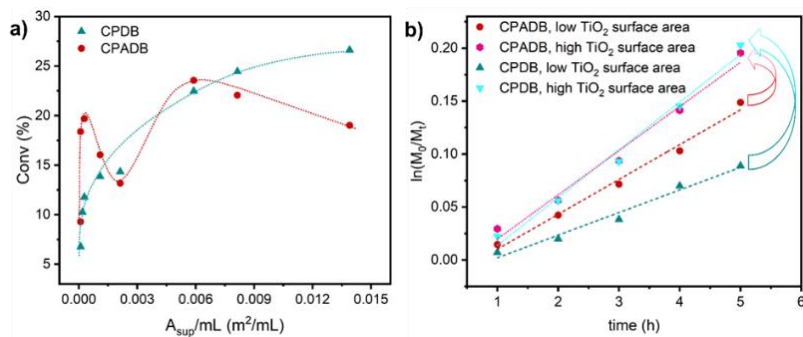 a)
CPDB
CPADB
Conv (%)
30
25
20
15
10
5
0.000 0.003 0.006 0.009 0.012 0.015
A_sup/mL (m²/mL)
b)
CPADB, low TiO₂ surface area
CPADB, high TiO₂ surface area
CPDB, low TiO₂ surface area
CPDB, high TiO₂ surface area
ln(M₀/Mₜ)
0.20
0.15
0.10
0.05
0.00
1 2 3 4 5 6
time (h)